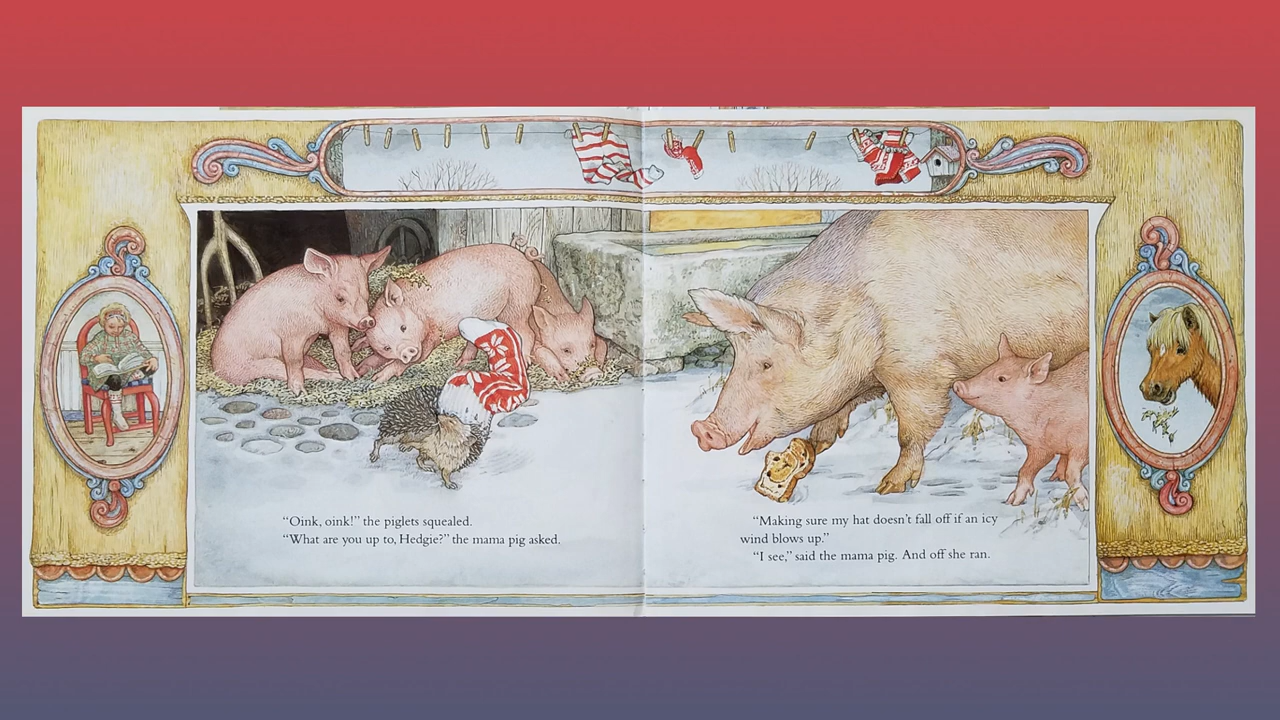 “Oink, oink!” the piglets squealed.
“What are you up to, Hedgie?” the mama pig asked.
“Making sure my hat doesn’t fall off if an icy
wind blows up.”
“I see,” said the mama pig. And off she ran.